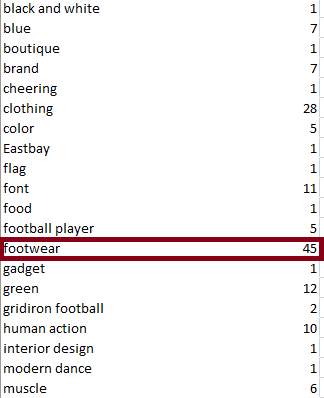 black and white 1
blue 7
boutique 1
brand 7
cheering 1
clothing 28
color 5
Eastbay 1
flag 1
font 11
food 1
football player 5
footwear 45
gadget 1
green 12
gridiron football 2
human action 10
interior design 1
modern dance 1
muscle 6